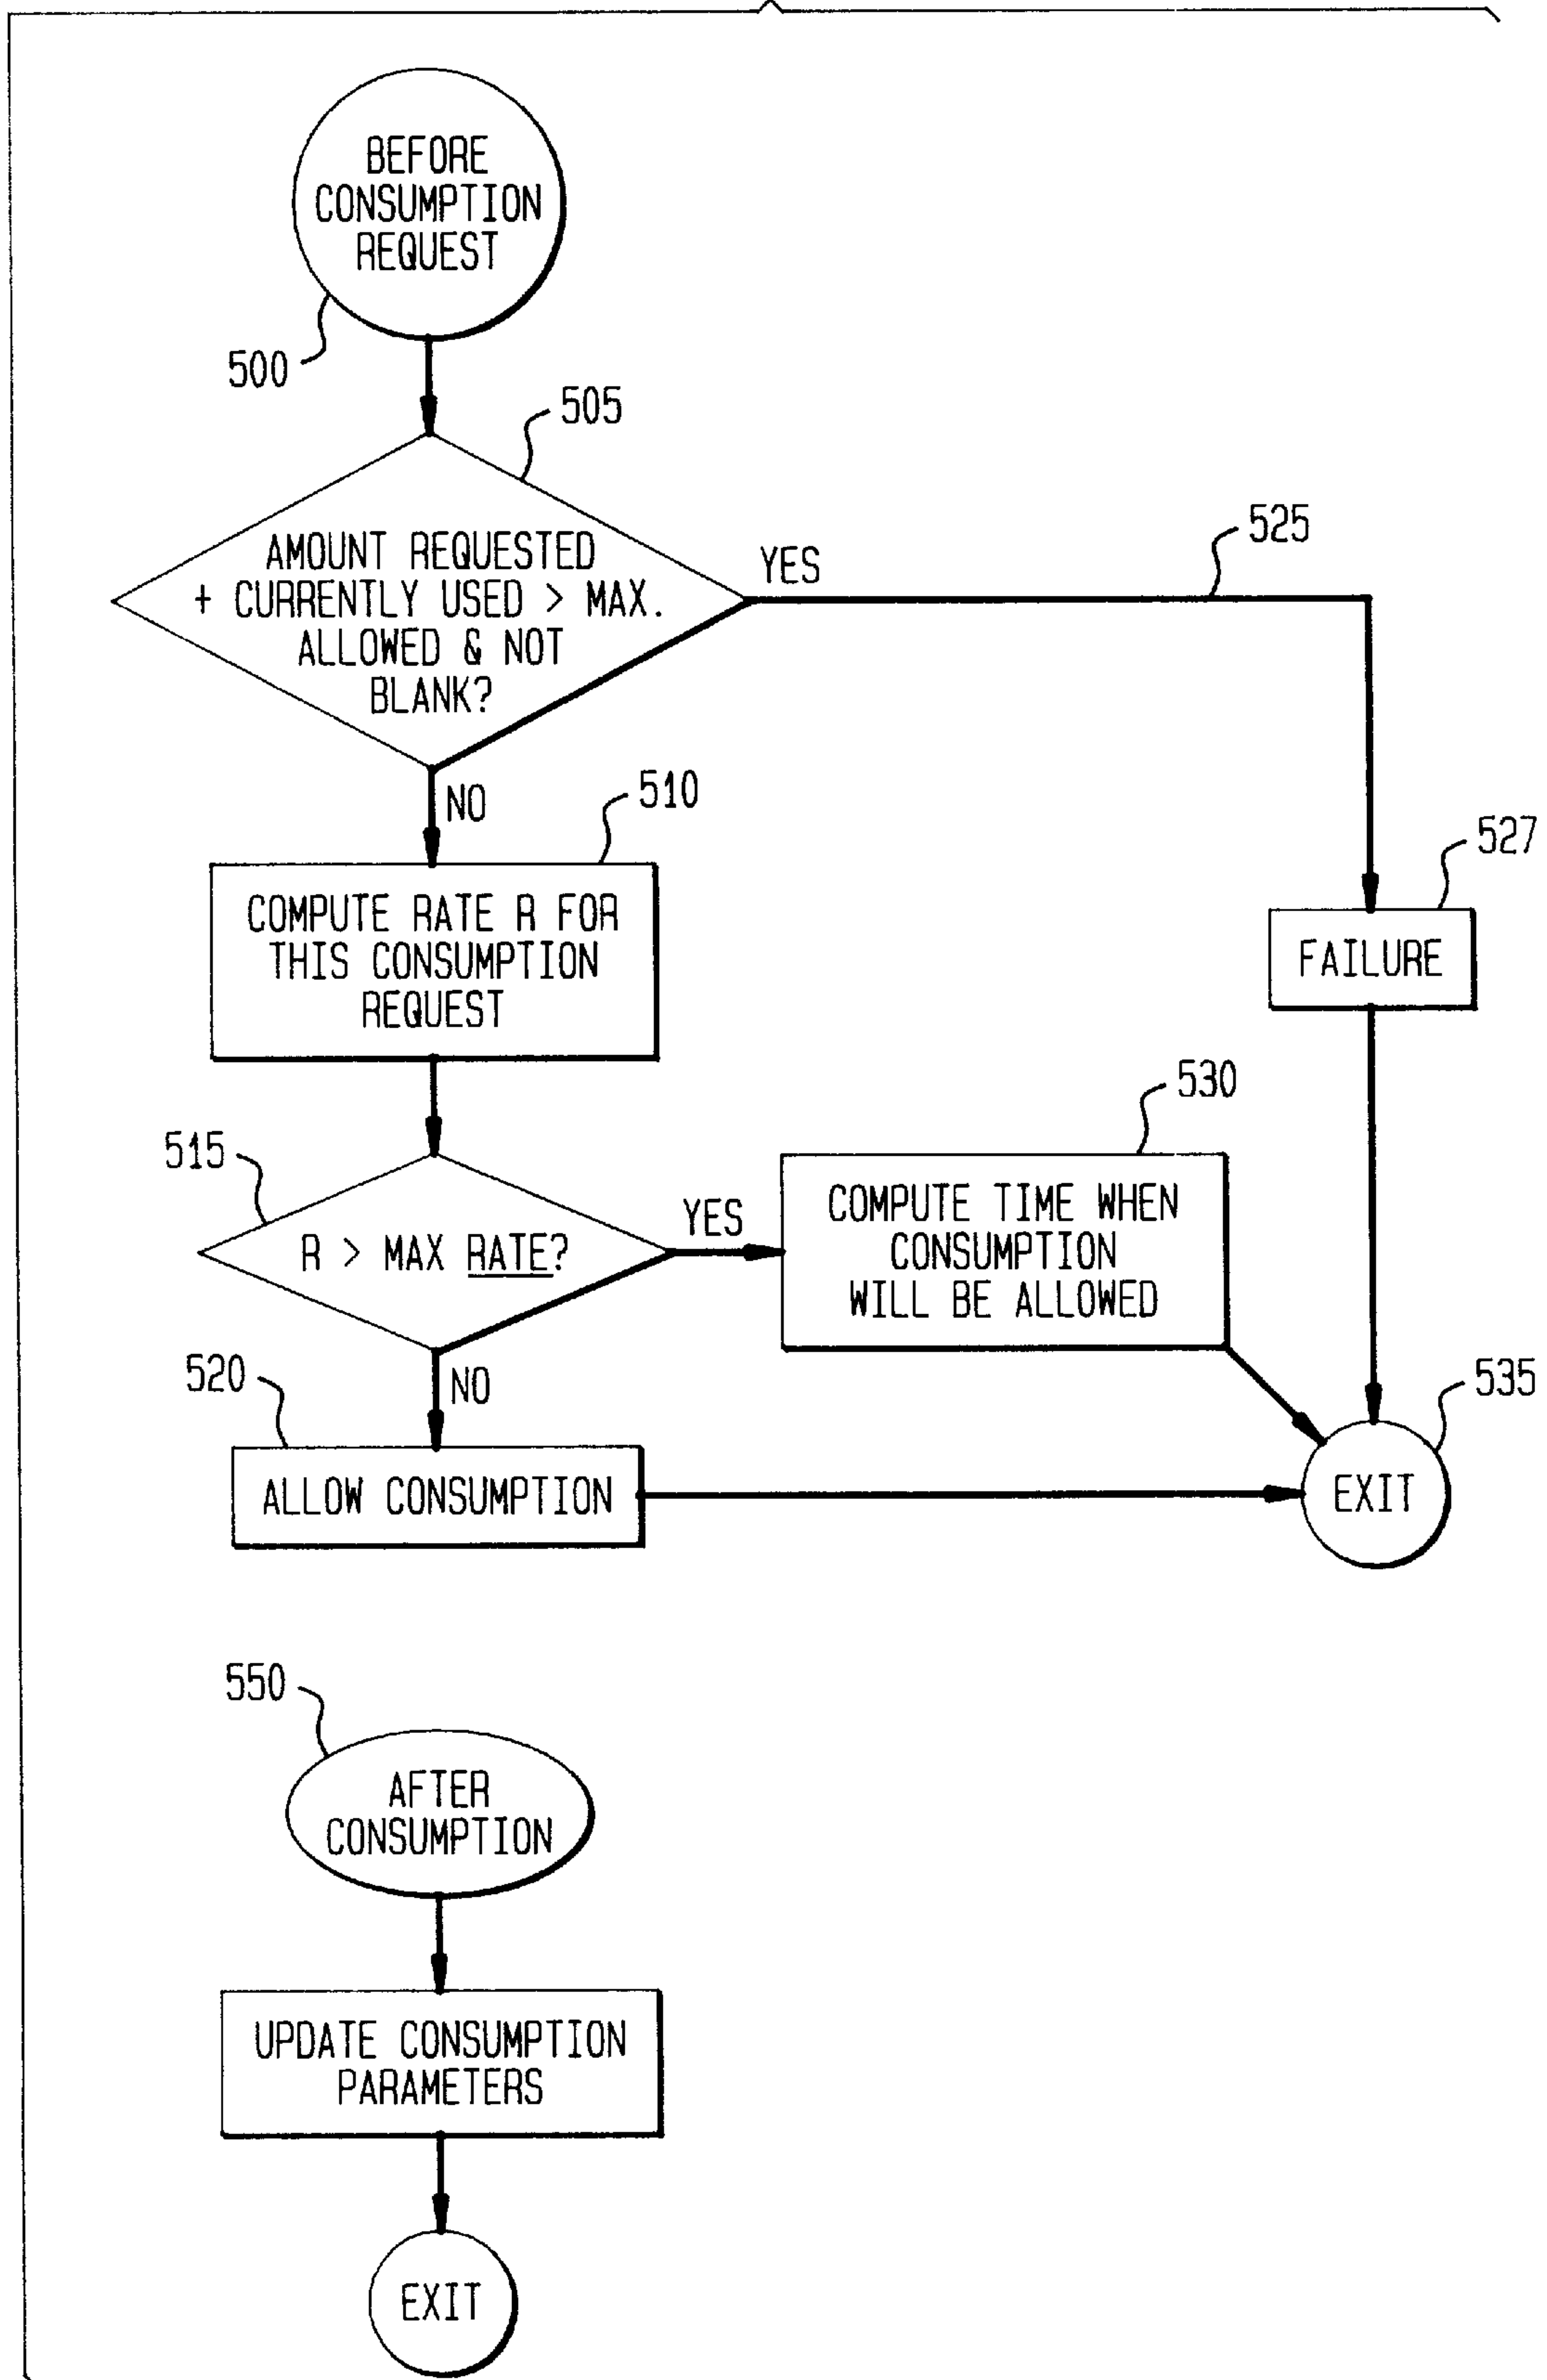 BEFORE
CONSUMPTION
REQUEST
500
505
AMOUNT REQUESTED
+ CURRENTLY USED > MAX.
ALLOWED & NOT
BLANK?
YES
525
NO
510
COMPUTE RATE R FOR
THIS CONSUMPTION
REQUEST
527
FAILURE
515
R > MAX RATE?
YES
530
COMPUTE TIME WHEN
CONSUMPTION
WILL BE ALLOWED
NO
520
ALLOW CONSUMPTION
535
EXIT
550
AFTER
CONSUMPTION
UPDATE CONSUMPTION
PARAMETERS
EXIT